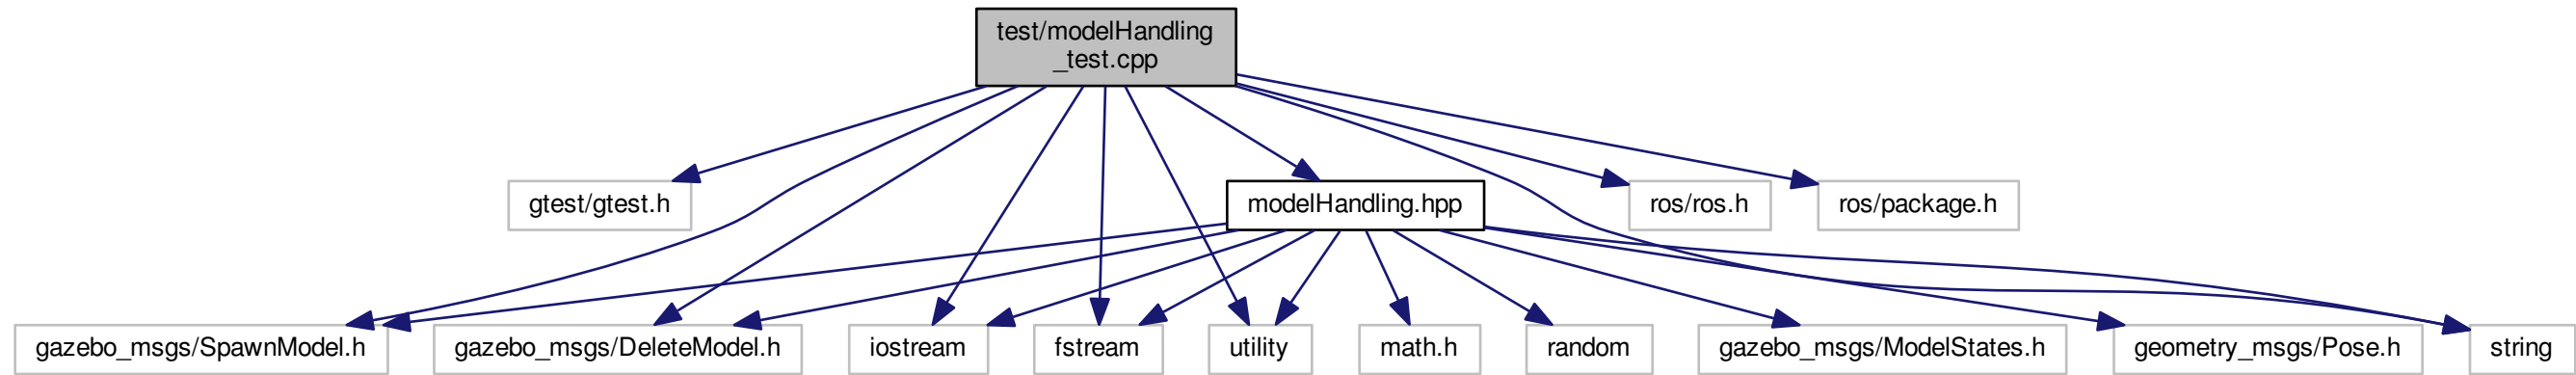 test/modelHandling
_test.cpp
gtest/gtest.h
modelHandling.hpp
ros/ros.h
ros/package.h
gazebo_msgs/SpawnModel.h
gazebo_msgs/DeleteModel.h
iostream
fstream
utility
math.h
random
gazebo_msgs/ModelStates.h
geometry_msgs/Pose.h
string